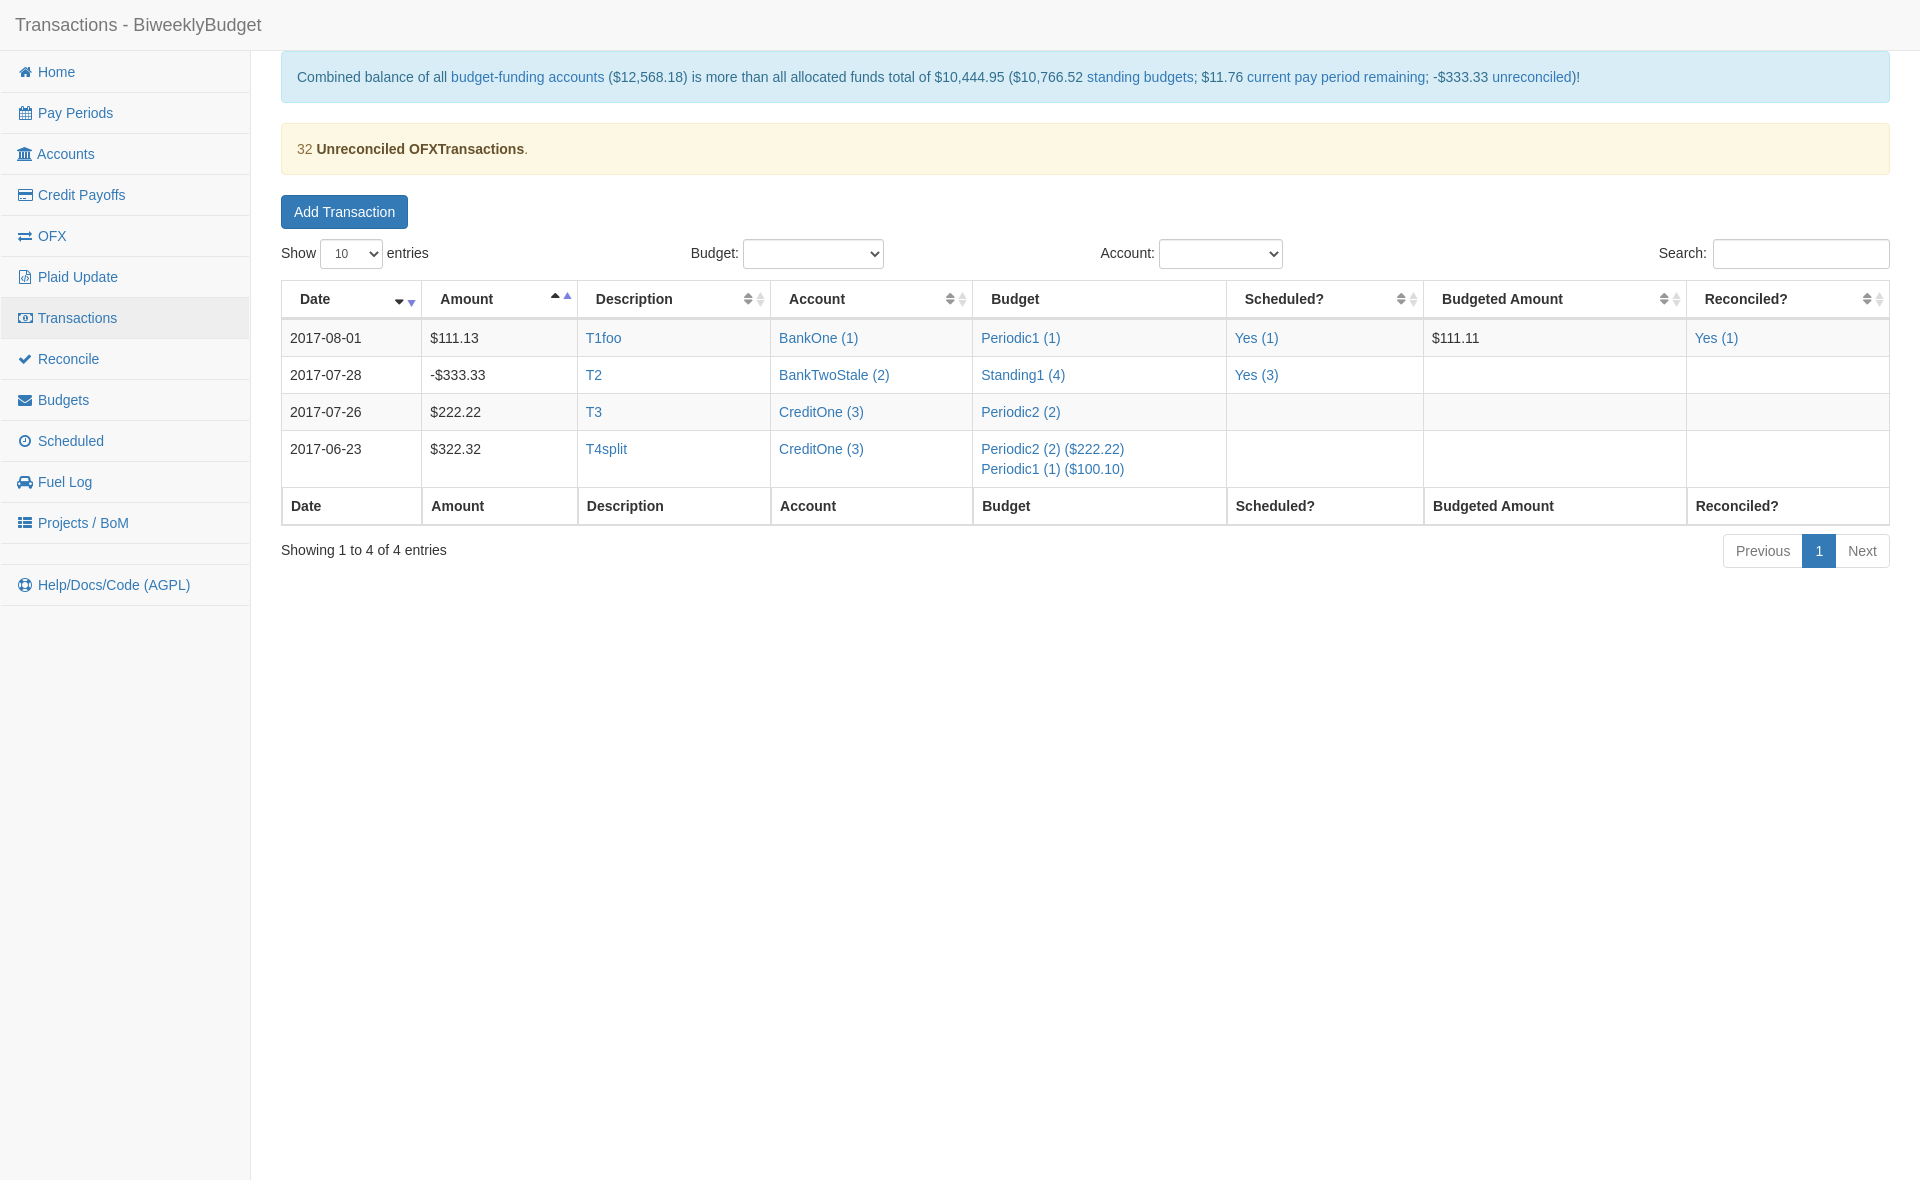 Transactions - BiweeklyBudget
Home
Pay Periods
Accounts
Credit Payoffs
OFX
Plaid Update
Transactions
Reconcile
Budgets
Scheduled
Fuel Log
Projects / BoM
Help/Docs/Code (AGPL)
Combined balance of all budget-funding accounts ($12,568.18) is more than all allocated funds total of $10,444.95 ($10,766.52 standing budgets; $11.76 current pay period remaining; -$333.33 unreconciled)!
32 Unreconciled OFXTransactions.
Add Transaction
Show 10 entries Budget: Account: Search:
Date Amount Description Account Budget Scheduled? Budgeted Amount Reconciled?
2017-08-01 $111.13 T1foo BankOne (1) Periodic1 (1) Yes (1) $111.11 Yes (1)
2017-07-28 -$333.33 T2 BankTwoStale (2) Standing1 (4) Yes (3)
2017-07-26 $222.22 T3 CreditOne (3) Periodic2 (2)
2017-06-23 $322.32 T4split CreditOne (3) Periodic2 (2) ($222.22)
Periodic1 (1) ($100.10)
Date Amount Description Account Budget Scheduled? Budgeted Amount Reconciled?
Showing 1 to 4 of 4 entries Previous 1 Next